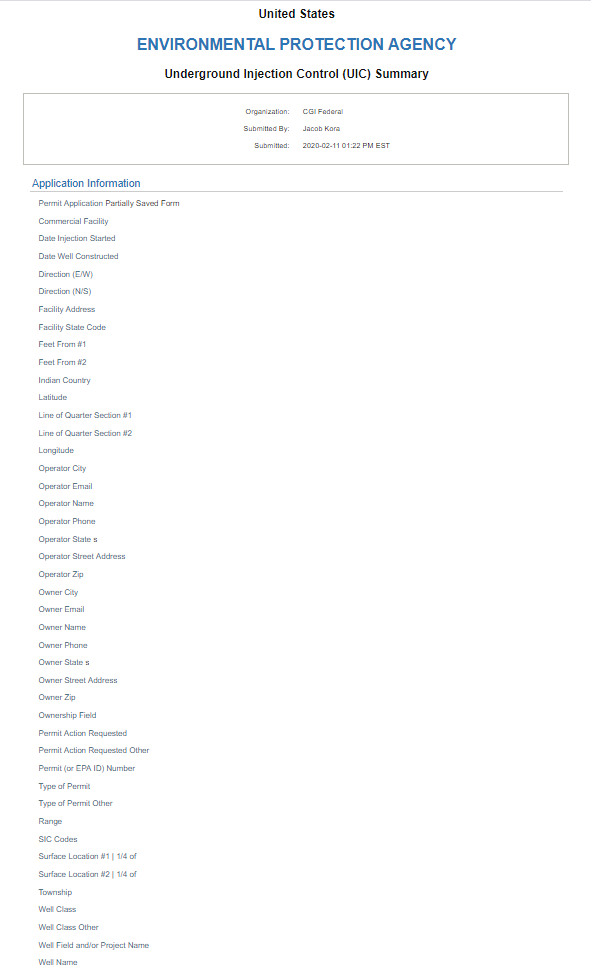 United States
ENVIRONMENTAL PROTECTION AGENCY
Underground Injection Control (UIC) Summary
Organization: CGI Federal
Submitted By: Jacob Kora
Submitted: 2020-02-11 01:22 PM EST
Application Information
Permit Application Partially Saved Form
Commercial Facility
Date Injection Started
Date Well Constructed
Direction (E/W)
Direction (N/S)
Facility Address
Facility State Code
Feet From #1
Feet From #2
Indian Country
Latitude
Line of Quarter Section #1
Line of Quarter Section #2
Longitude
Operator City
Operator Email
Operator Name
Operator Phone
Operator State s
Operator Street Address
Operator Zip
Owner City
Owner Email
Owner Name
Owner Phone
Owner State s
Owner Street Address
Owner Zip
Ownership Field
Permit Action Requested
Permit Action Requested Other
Permit (or EPA ID) Number
Type of Permit
Type of Permit Other
Range
SIC Codes
Surface Location #1 | 1/4 of
Surface Location #2 | 1/4 of
Township
Well Class
Well Class Other
Well Field and/or Project Name
Well Name